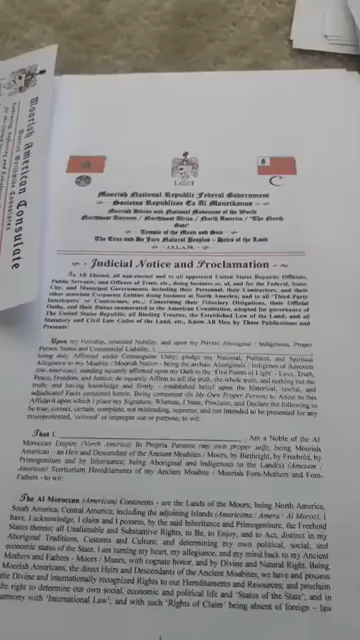 Moorish American Consulate
Moorish National Republic Federal Government
Societas Republicae Ea Al Maurikanos
Moorish Divine and National Movement of the World
Northwest Amexem / Northwest Africa / North America / 'The North
Gate'
Temple of the Moon and Sun
The True and De Jure Natural Peoples - Heirs of the Land
I.S.L.A.M.
Judicial Notice and Proclamation
To All Elected, all non-elected and to all appointed United States Republic Officials,
Public Servants, and Officers of Trust, etc., doing business as, of, and for the Federal, State,
City, and Municipal Governments; including their Personnel, Contractors; and their
other associate Corporate Entities doing business at North America; and to all 'Third Party
Interlopers' or Contractors, etc.; Concerning their Fiduciary Obligations, their Official
Oaths, and their Duties enumerated in the American Constitution, adopted for governance of
The United States Republic; all Binding Treaties; the Established Law of the Land; and all
Statutory and Civil Law Codes of the Land, etc., Know All Men by These Publications and
Presents:
Upon my Heirship, inherited Nobility, and upon my Private Aboriginal / Indigenous, Proper
Person Status and Commercial Liability, I,
being duly Affirmed under Consanguine Unity; pledge my National, Political, and Spiritual
Allegiance to my Moabite / Moorish Nation - being the archaic Aboriginals / Indigenes of Amexem
(the Americas); standing squarely affirmed upon my Oath to the 'Five Points of Light' - Love, Truth,
Peace, Freedom, and Justice; do squarely Affirm to tell the truth, the whole truth, and nothing but the
truth; and having knowledge and firmly - established belief upon the historical, lawful, and
adjudicated Facts contained herein. Being competent (In My Own Proper Person) to Attest to this
Affidavit upon which I place my Signature; Whereas, I State, Proclaim, and Declare the following to
be true, correct, certain, complete, not misleading, supreme, and not intended to be presented for any
misrepresented, 'colored' or improper use or purpose, to wit:
That I, , Am a Noble of the Al
Moroccan Empire (North America) In Propria Persona (my own proper self); being Moorish
American - an Heir and Descendant of the Ancient Moabites / Moors, by Birthright, by Freehold, by
Primogeniture and by Inheritance; being Aboriginal and Indigenous to the Land(s) (Amexem /
Americas) Territorium Hereditaments of my Ancient Moabite / Moorish Fore-Mothers and Fore-
Fathers - to wit:
The Al Moroccan (American) Continents - are the Lands of the Moors; being North America,
South America; Central America; including the adjoining Islands (Americana / Ameru / Al Moroc). I
have, I acknowledge, I claim and I possess, by the said Inheritance and Primogeniture, the Freehold
Status thereto; all Unalienable and Substantive Rights, to Be, to Enjoy, and to Act, distinct in my
Aboriginal Traditions, Customs and Culture; and determining my own political, social, and
economic status of the State. I am turning my heart, my allegiance, and my mind back to my Ancient
Mothers and Fathers - Moors / Muurs, with cognate honor, and by Divine and Natural Right. Being
Moorish Americans, the direct Heirs and Descendants of the Ancient Moabites, we have and possess
the Divine and internationally recognized Rights to our Hereditaments and Resources; and proclaim
the right to determine our own social, economic and political life and 'Status of the State'; and in
harmony with 'International Law'; and with such 'Rights of Claim' being absent of foreign - law